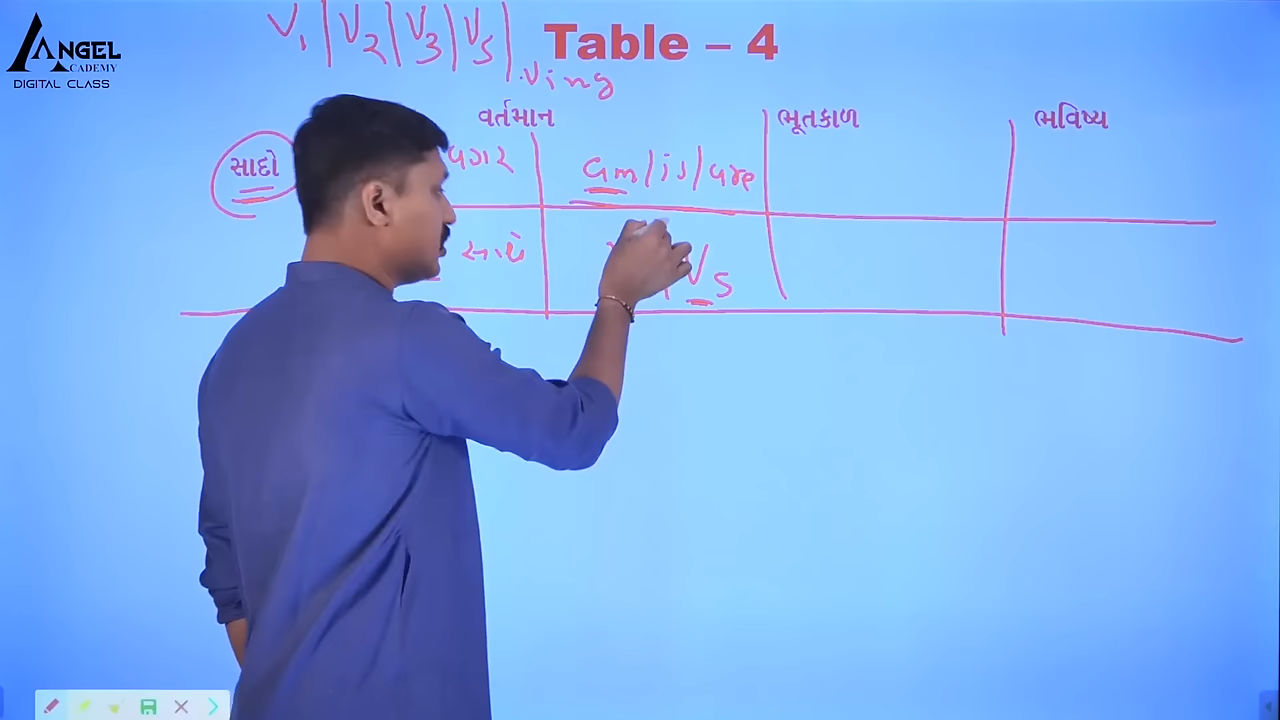 ANGEL
ACADEMY
DIGITAL CLASS
V1 | V2 | V3 | V5 | Ving
Table – 4
વર્તમાન ભૂતકાળ ભવિષ્ય
સાદો વગર am/is/are
સાથે V5